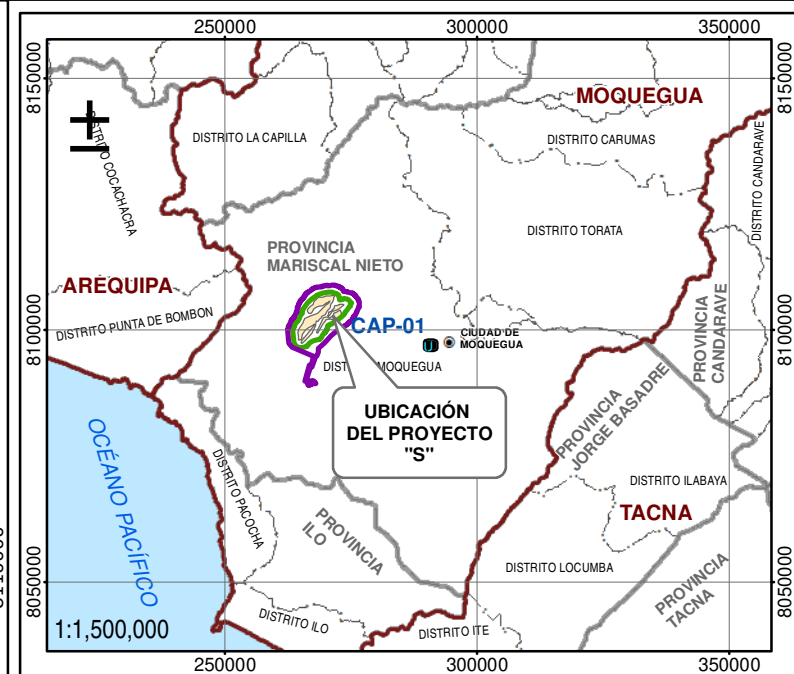 250000
300000
350000
8150000
8150000
MOQUEGUA
DISTRITO LA CAPILLA
DISTRITO CARUMAS
DISTRITO COCACHACRA
DISTRITO CANDARAVE
DISTRITO TORATA
PROVINCIA
MARISCAL NIETO
AREQUIPA
PROVINCIA
CANDARAVE
DISTRITO PUNTA DE BOMBON
8100000
8100000
CAP-01
CIUDAD DE
MOQUEGUA
DIST MOQUEGUA
UBICACIÓN
DEL PROYECTO
"S"
PROVINCIA
JORGE BASADRE
OCÉANO PACÍFICO
DISTRITO PACOCHA
DISTRITO ILABAYA
TACNA
PROVINCIA
ILO
DISTRITO LOCUMBA
PROVINCIA
TACNA
8050000
8050000
DISTRITO ILO
DISTRITO ITE
1:1,500,000
250000
300000
350000